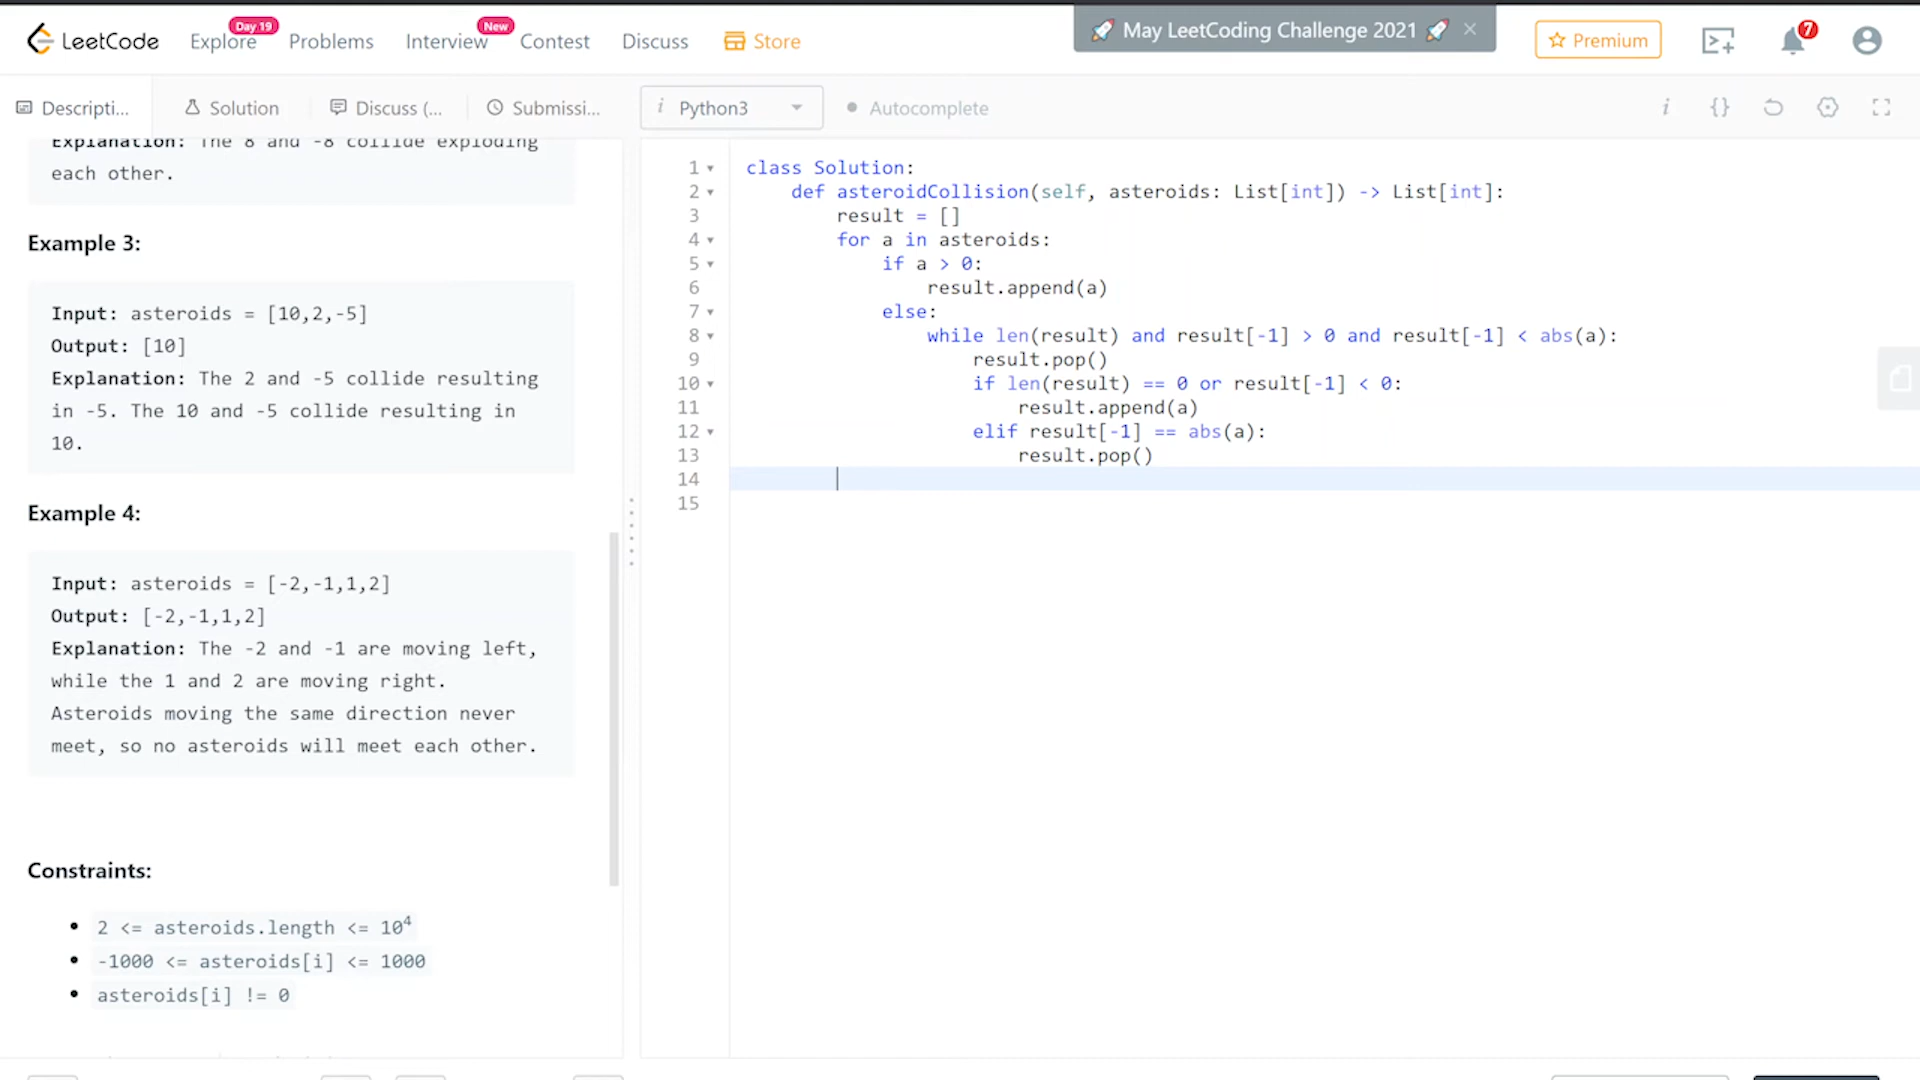 LeetCode
Explore
Day 19
Problems
Interview
New
Contest
Discuss
Store
🚀 May LeetCoding Challenge 2021 🚀 ×
Premium
7
Descripti...
Solution
Discuss (...
Submissi...
i Python3
Autocomplete
i {}
Explanation: The 8 and -8 collide exploding
each other.
Example 3:
Input: asteroids = [10,2,-5]
Output: [10]
Explanation: The 2 and -5 collide resulting
in -5. The 10 and -5 collide resulting in
10.
Example 4:
Input: asteroids = [-2,-1,1,2]
Output: [-2,-1,1,2]
Explanation: The -2 and -1 are moving left,
while the 1 and 2 are moving right.
Asteroids moving the same direction never
meet, so no asteroids will meet each other.
Constraints:
• 2 <= asteroids.length <= 10⁴
• -1000 <= asteroids[i] <= 1000
• asteroids[i] != 0
1 class Solution:
2     def asteroidCollision(self, asteroids: List[int]) -> List[int]:
3         result = []
4         for a in asteroids:
5             if a > 0:
6                 result.append(a)
7             else:
8                 while len(result) and result[-1] > 0 and result[-1] < abs(a):
9                     result.pop()
10                     if len(result) == 0 or result[-1] < 0:
11                         result.append(a)
12                     elif result[-1] == abs(a):
13                         result.pop()
14
15